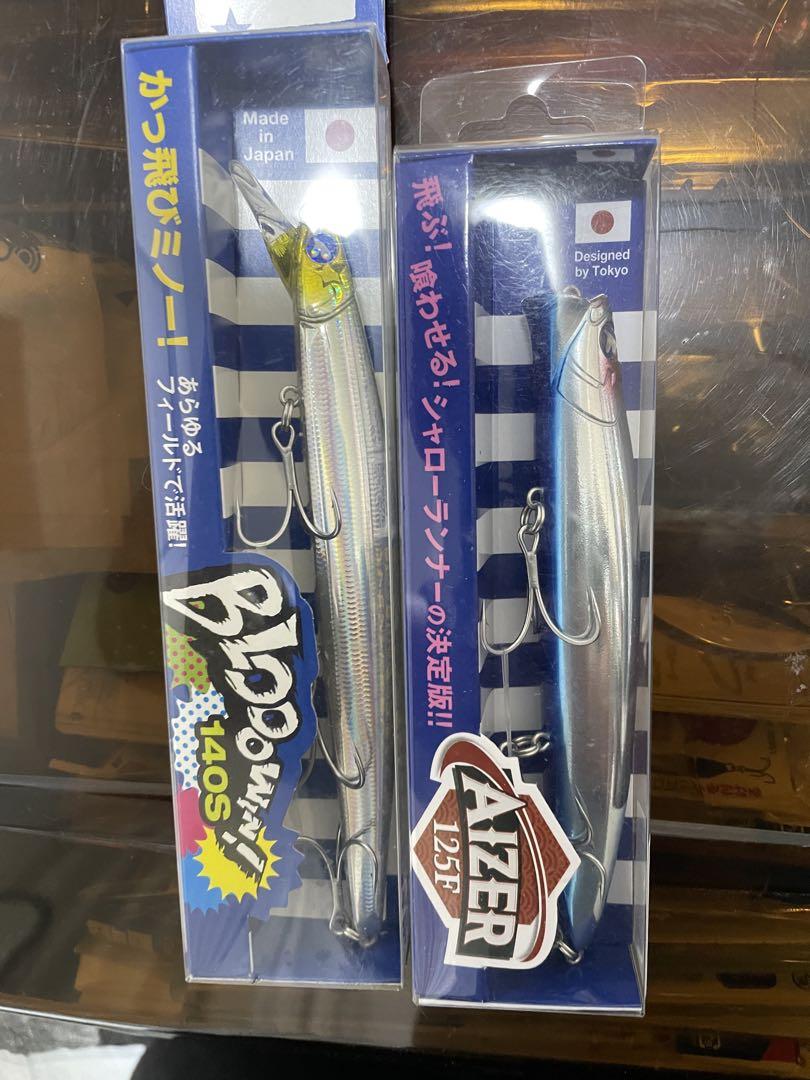 かっ飛びミノー!
あらゆる
フィールドで活躍!
Made
in
Japan
BLOOOWIN!
140S
飛ぶ!喰わせる!シャローランナーの決定版!!
Designed
by Tokyo
AIZER
125F